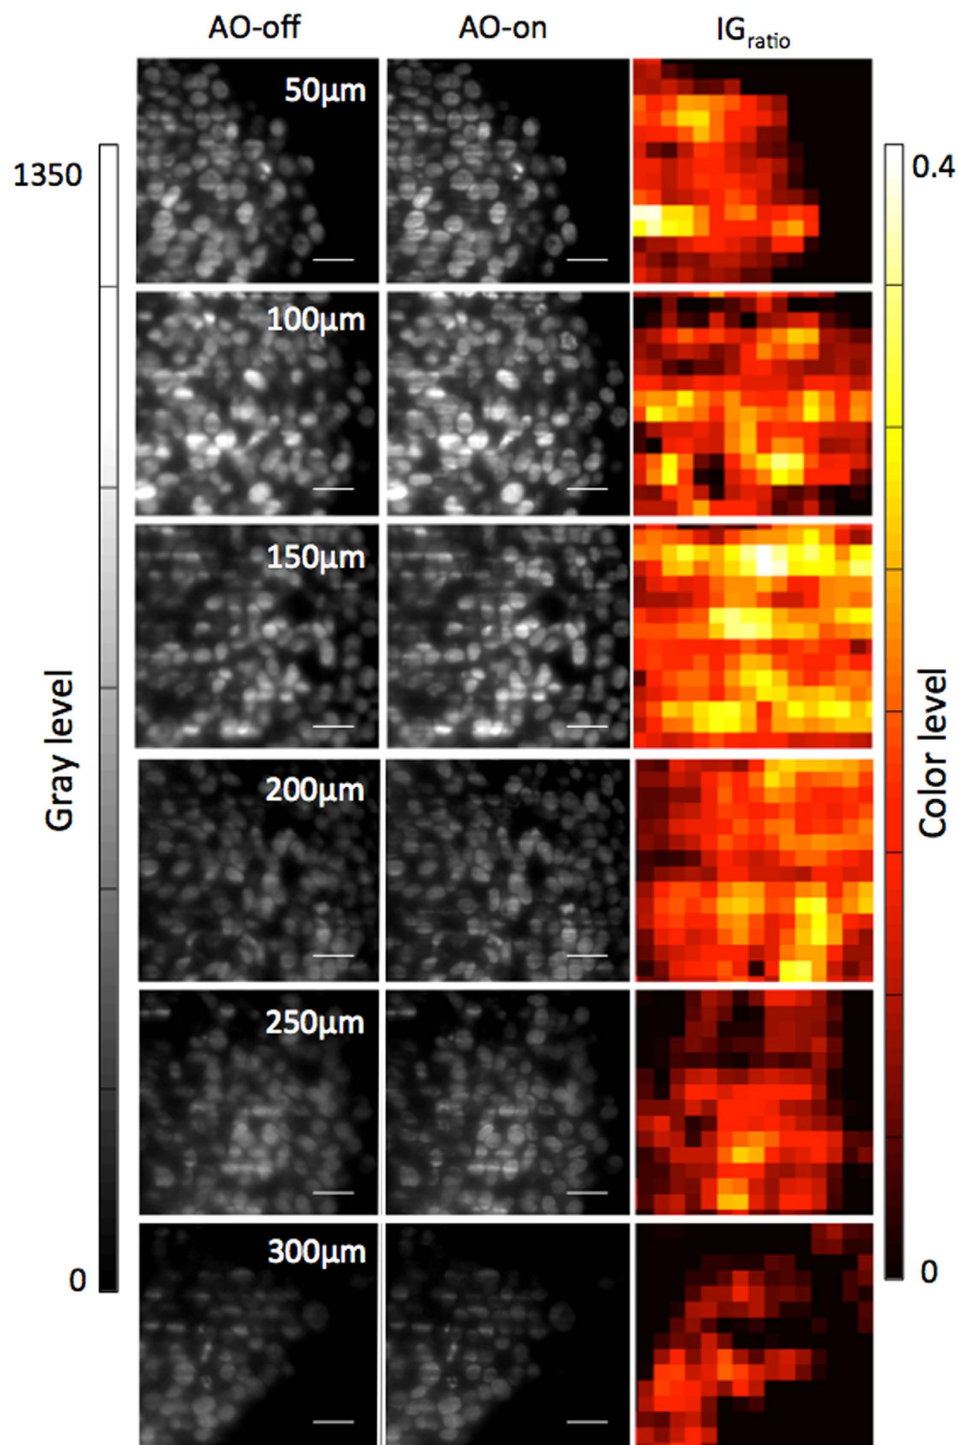 AO-off AO-on IGratio
50μm
1350
0.4
100μm
150μm
Gray level
Color level
200μm
250μm
300μm
0
0